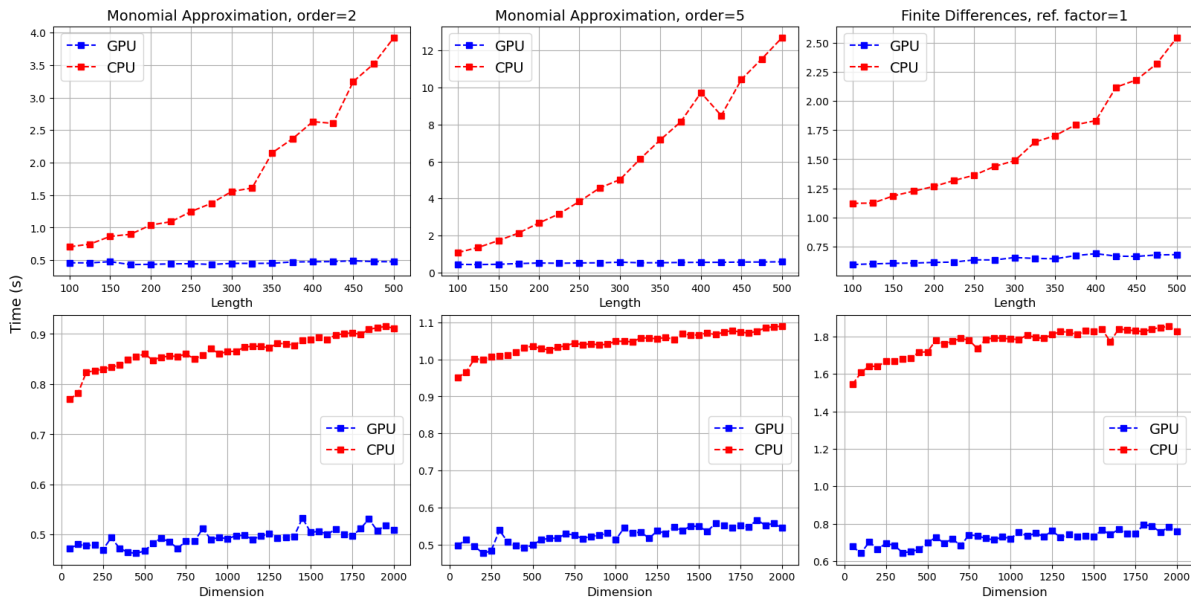 Monomial Approximation, order=2
Monomial Approximation, order=5
Finite Differences, ref. factor=1
4.0
3.5
3.0
2.5
2.0
1.5
1.0
0.5
GPU
CPU
100 150 200 250 300 350 400 450 500
Length
12
10
8
6
4
2
0
GPU
CPU
100 150 200 250 300 350 400 450 500
Length
2.50
2.25
2.00
1.75
1.50
1.25
1.00
0.75
GPU
CPU
100 150 200 250 300 350 400 450 500
Length
Time (s)
0.9
0.8
0.7
0.6
0.5
GPU
CPU
0 250 500 750 1000 1250 1500 1750 2000
Dimension
1.1
1.0
0.9
0.8
0.7
0.6
0.5
GPU
CPU
0 250 500 750 1000 1250 1500 1750 2000
Dimension
1.8
1.6
1.4
1.2
1.0
0.8
0.6
GPU
CPU
0 250 500 750 1000 1250 1500 1750 2000
Dimension